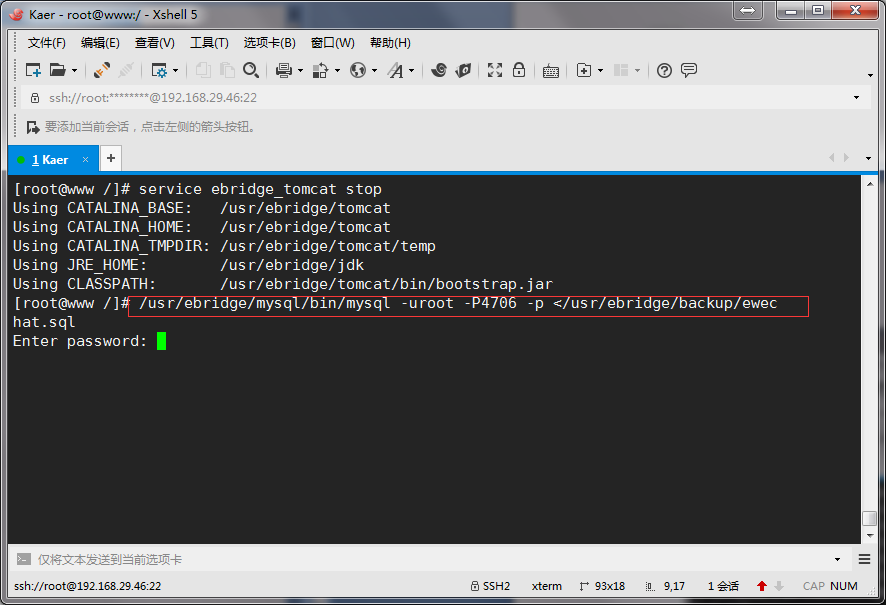 Kaer - root@www:/ - Xshell 5
文件(F) 编辑(E) 查看(V) 工具(T) 选项卡(B) 窗口(W) 帮助(H)
ssh://root:********@192.168.29.46:22
要添加当前会话，点击左侧的箭头按钮。
1 Kaer × +
[root@www /]# service ebridge_tomcat stop
Using CATALINA_BASE:   /usr/ebridge/tomcat
Using CATALINA_HOME:   /usr/ebridge/tomcat
Using CATALINA_TMPDIR: /usr/ebridge/tomcat/temp
Using JRE_HOME:        /usr/ebridge/jdk
Using CLASSPATH:       /usr/ebridge/tomcat/bin/bootstrap.jar
[root@www /]# /usr/ebridge/mysql/bin/mysql -uroot -P4706 -p </usr/ebridge/backup/ewec
hat.sql
Enter password:
仅将文本发送到当前选项卡
ssh://root@192.168.29.46:22 SSH2 xterm 93x18 9,17 1 会话 CAP NUM